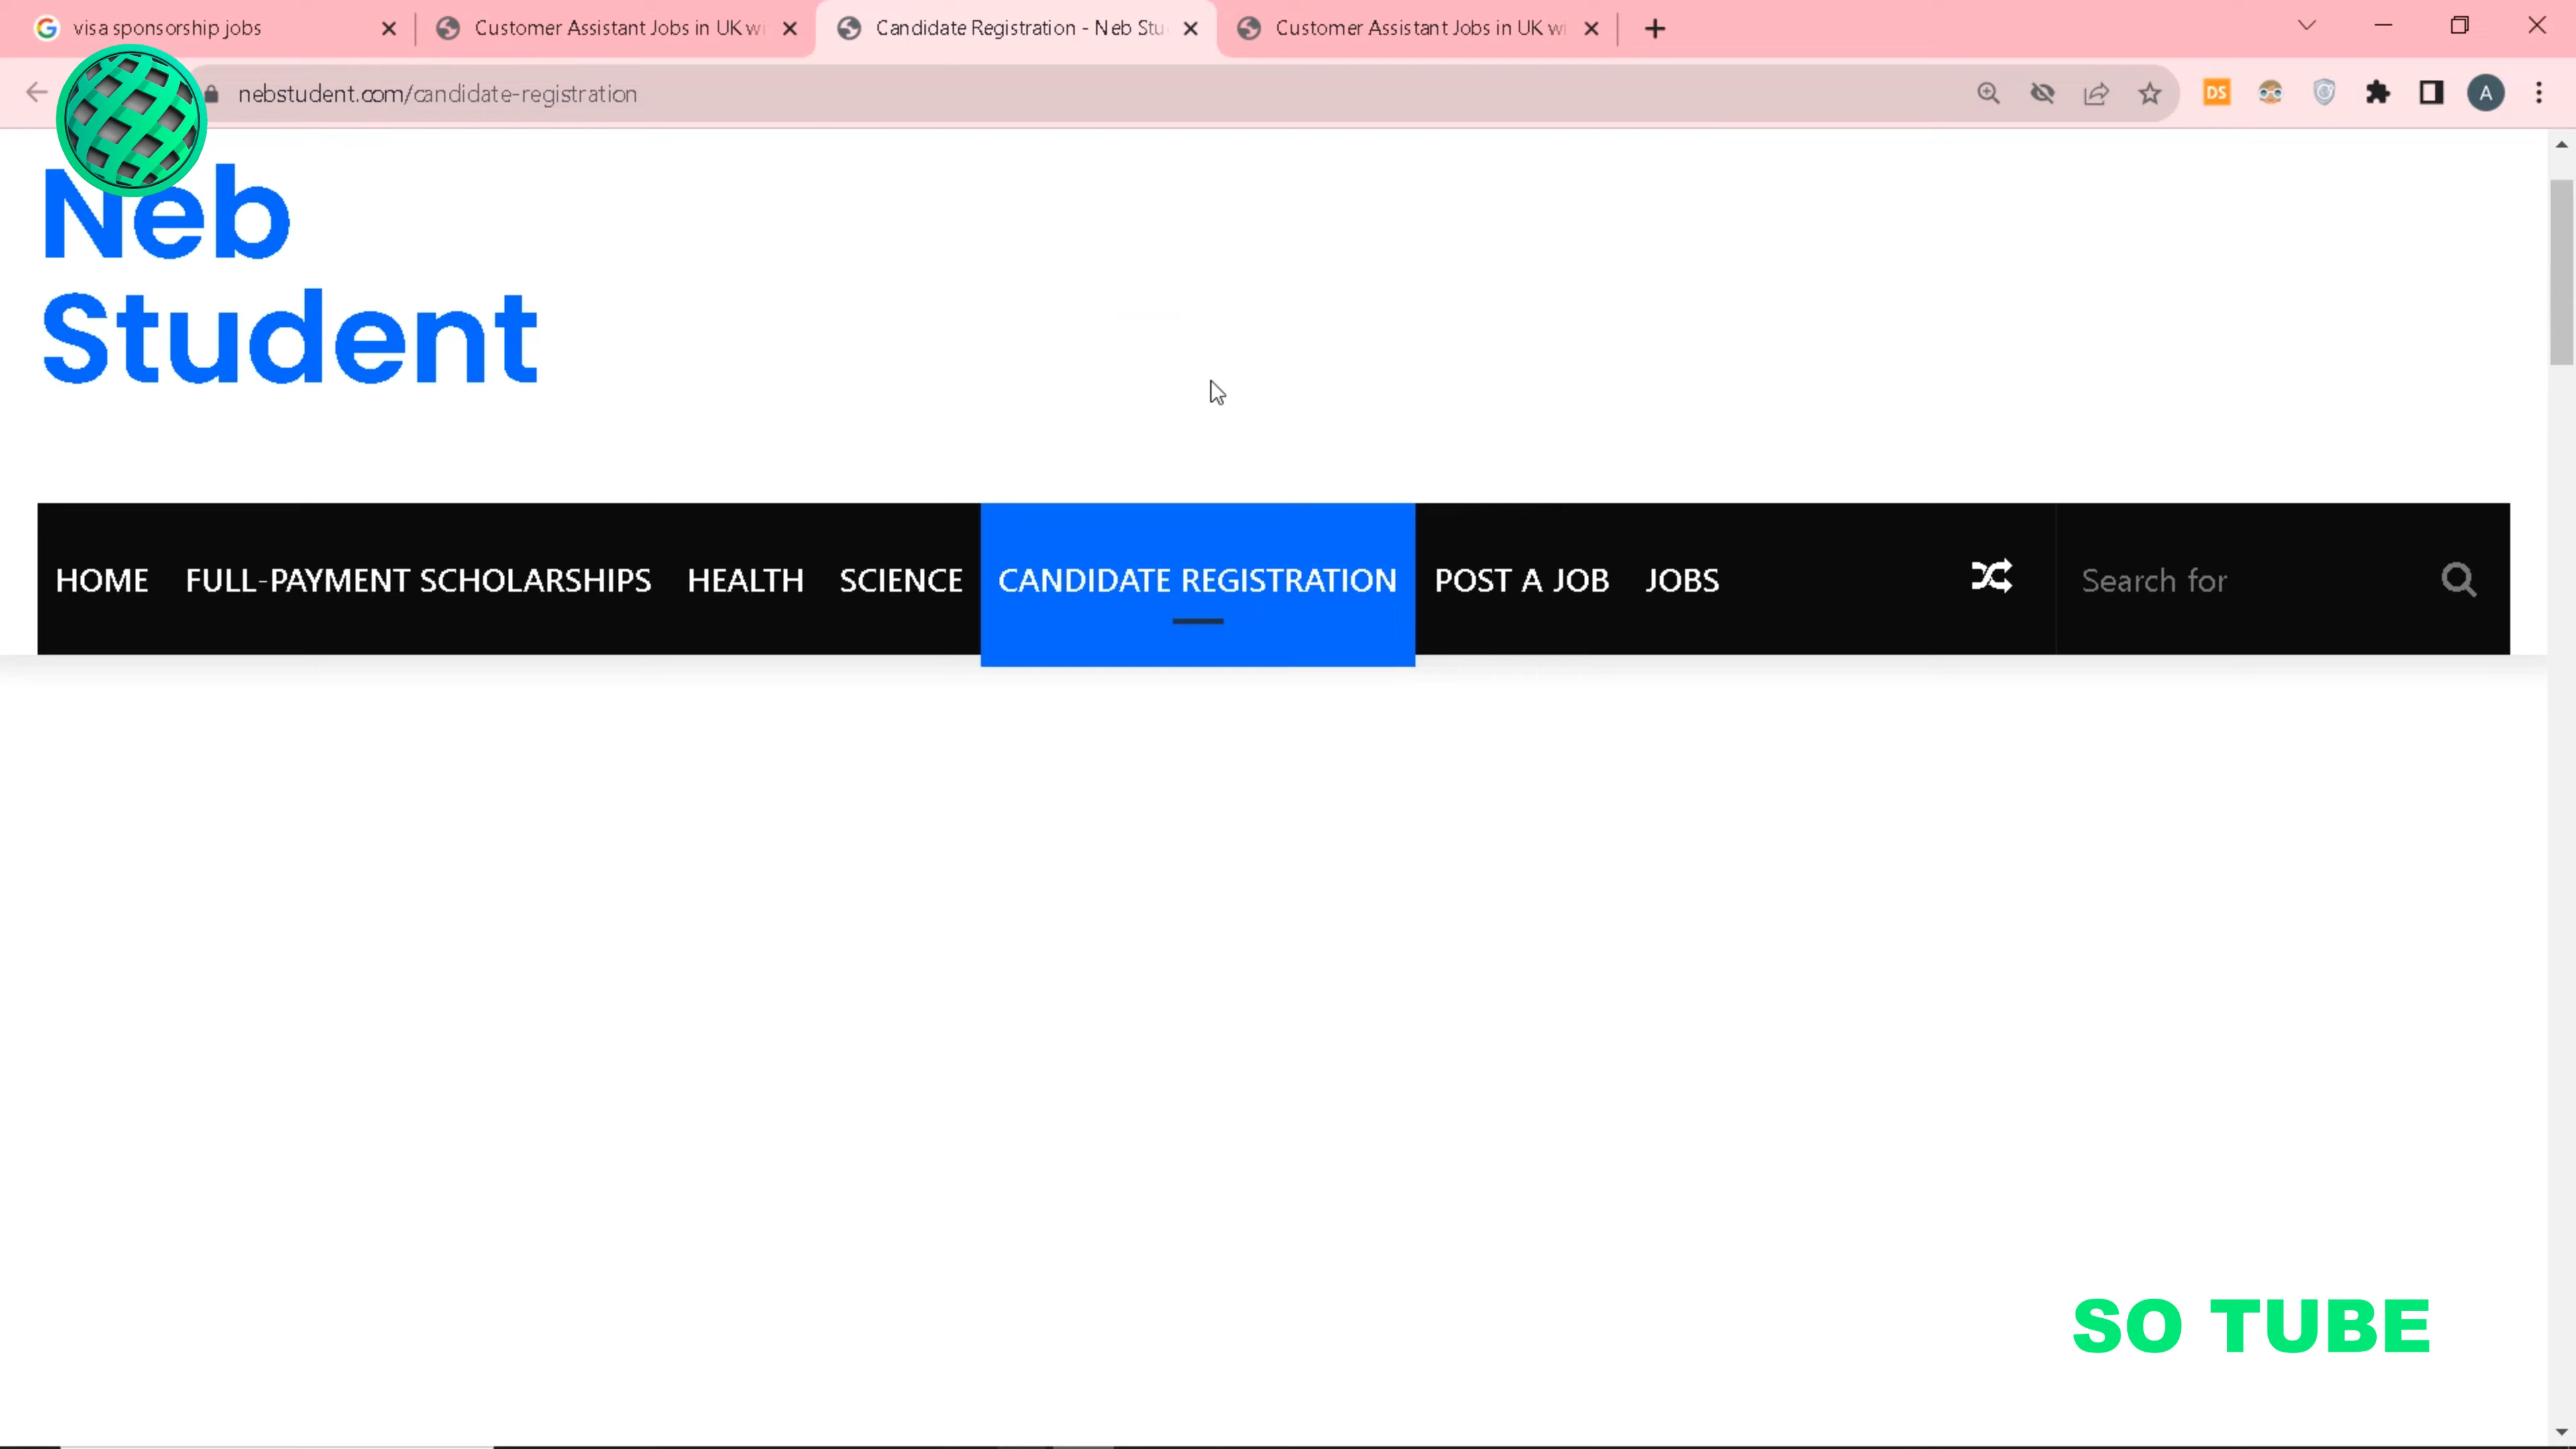 visa sponsorship jobs
Customer Assistant Jobs in UK wi
Candidate Registration - Neb Stu
Customer Assistant Jobs in UK wi
nebstudent.com/candidate-registration
DS
A
Neb
Student
HOME
FULL-PAYMENT SCHOLARSHIPS
HEALTH
SCIENCE
CANDIDATE REGISTRATION
POST A JOB
JOBS
Search for
SO TUBE